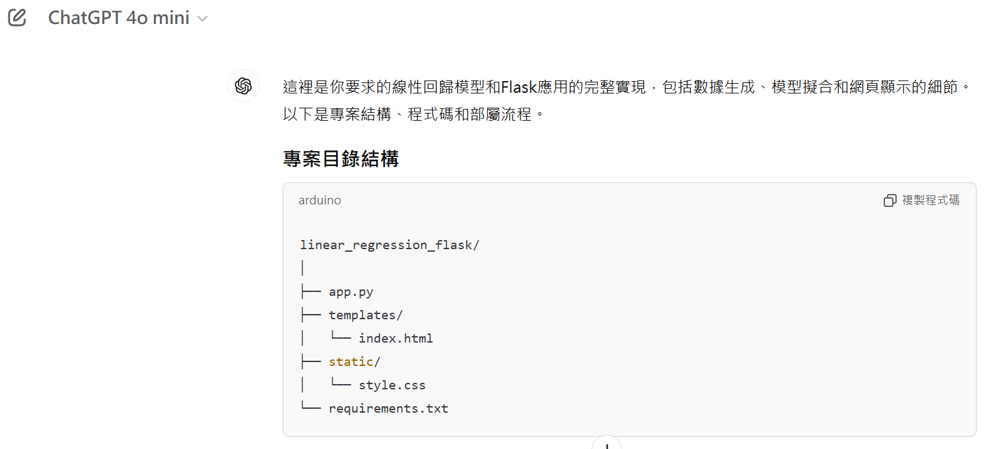 ChatGPT 4o mini
這裡是你要求的線性回歸模型和Flask應用的完整實現，包括數據生成、模型擬合和網頁顯示的細節。
以下是專案結構、程式碼和部屬流程。
專案目錄結構
arduino 複製程式碼
linear_regression_flask/
│
├── app.py
├── templates/
│   └── index.html
├── static/
│   └── style.css
└── requirements.txt